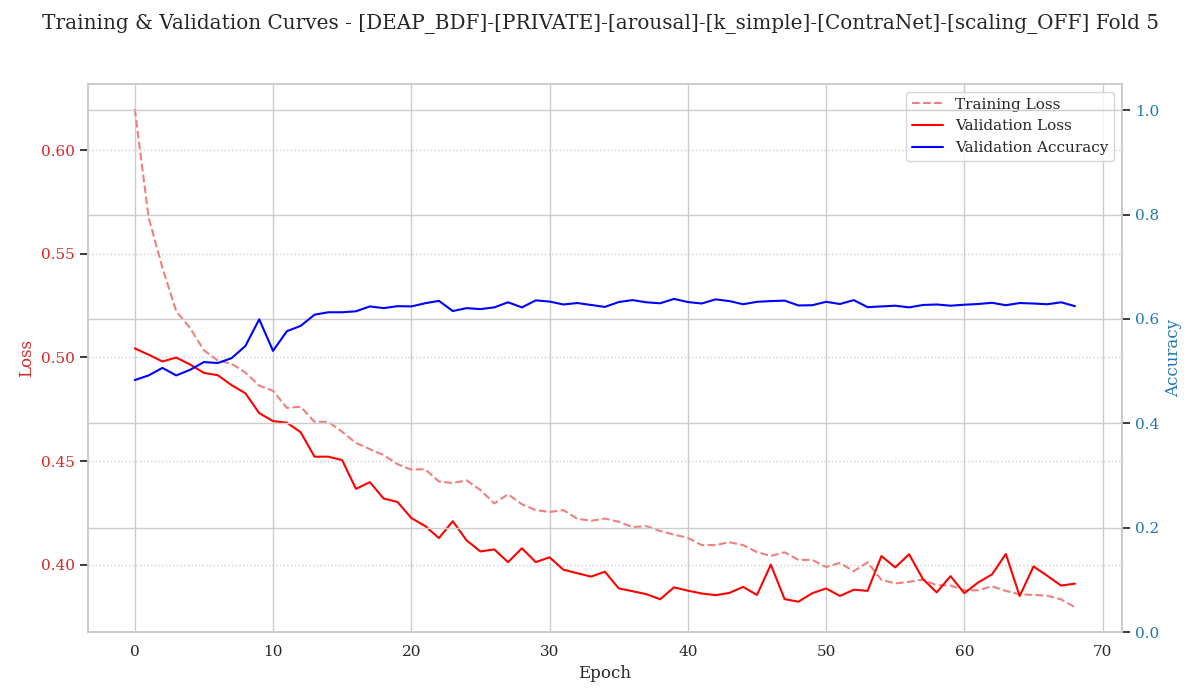 Training & Validation Curves - [DEAP_BDF]-[PRIVATE]-[arousal]-[k_simple]-[ContraNet]-[scaling_OFF] Fold 5
Training Loss
Validation Loss
Validation Accuracy
Loss
0.60
0.55
0.50
0.45
0.40
1.0
0.8
0.6
0.4
0.2
0.0
Accuracy
0 10 20 30 40 50 60 70
Epoch